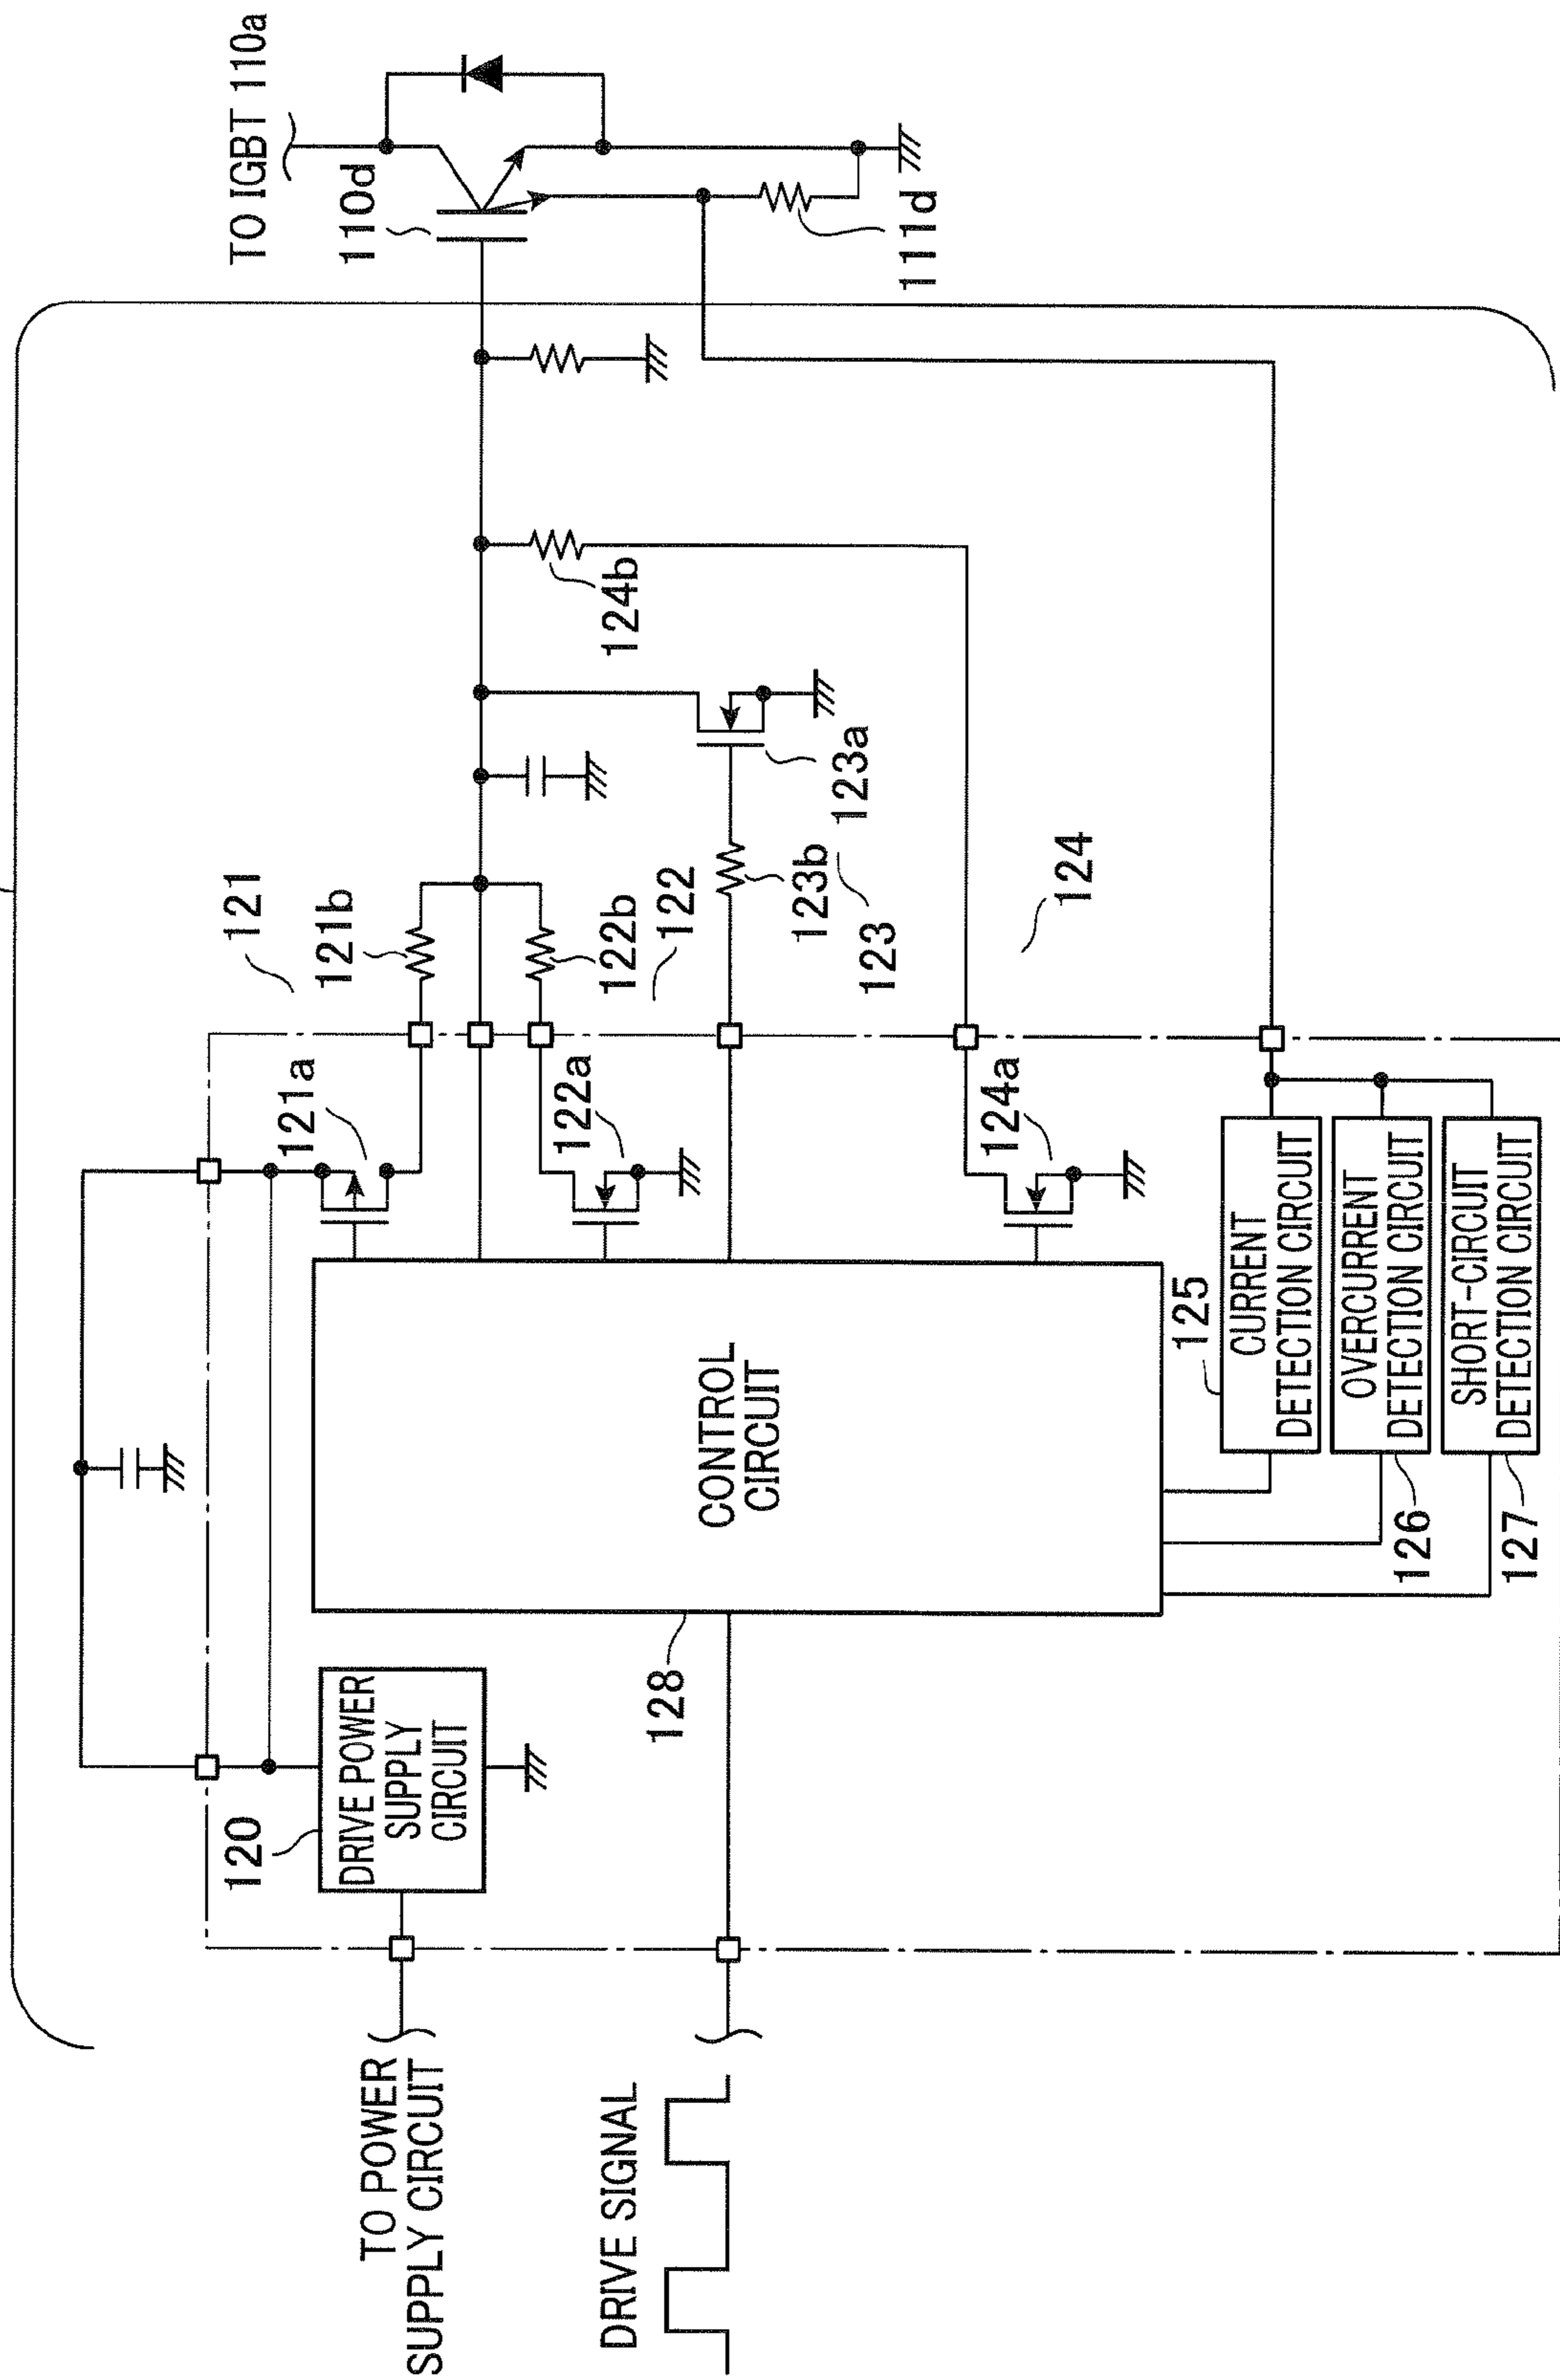 TO IGBT 110a
110d
111d
121
121b
122b
122
124b
123a
123b
123
124
121a
122a
124a
CONTROL
CIRCUIT
128
125
CURRENT
DETECTION CIRCUIT
OVERCURRENT
DETECTION CIRCUIT
126
SHORT-CIRCUIT
DETECTION CIRCUIT
127
120
DRIVE POWER
SUPPLY
CIRCUIT
TO POWER
SUPPLY CIRCUIT
DRIVE SIGNAL